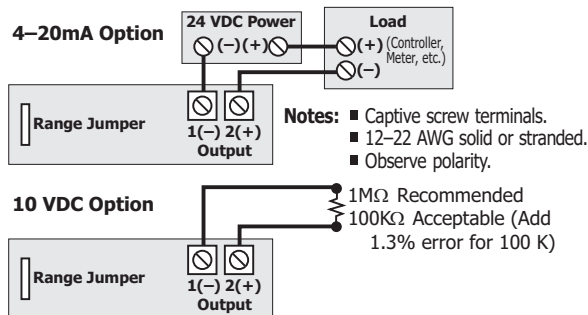 4–20mA Option
24 VDC Power
(–)(+)
Load
(+) (Controller,
Meter, etc.)
(–)
Range Jumper
1(–) 2(+)
Output
Notes: ■ Captive screw terminals.
■ 12–22 AWG solid or stranded.
■ Observe polarity.
10 VDC Option
1MΩ Recommended
100KΩ Acceptable (Add
1.3% error for 100 K)
Range Jumper
1(–) 2(+)
Output